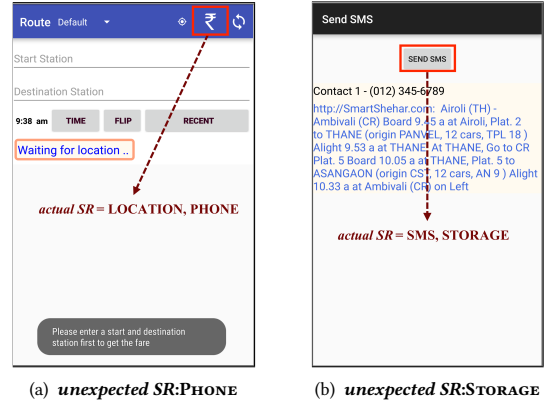 Route Default ₹
Start Station
Destination Station
9:38 am TIME FLIP RECENT
Waiting for location ..
actual SR = LOCATION, PHONE
Please enter a start and destination
station first to get the fare
(a) unexpected SR:PHONE
Send SMS
SEND SMS
Contact 1 - (012) 345-6789
http://SmartShehar.com: Airoli (TH) -
Ambivali (CR) Board 9.45 a at Airoli, Plat. 2
to THANE (origin PANVEL, 12 cars, TPL 18 )
Alight 9.53 a at THANE, At THANE, Go to CR
Plat. 5 Board 10.05 a at THANE, Plat. 5 to
ASANGAON (origin CST, 12 cars, AN 9 ) Alight
10.33 a at Ambivali (CR) on Left
actual SR = SMS, STORAGE
(b) unexpected SR:STORAGE